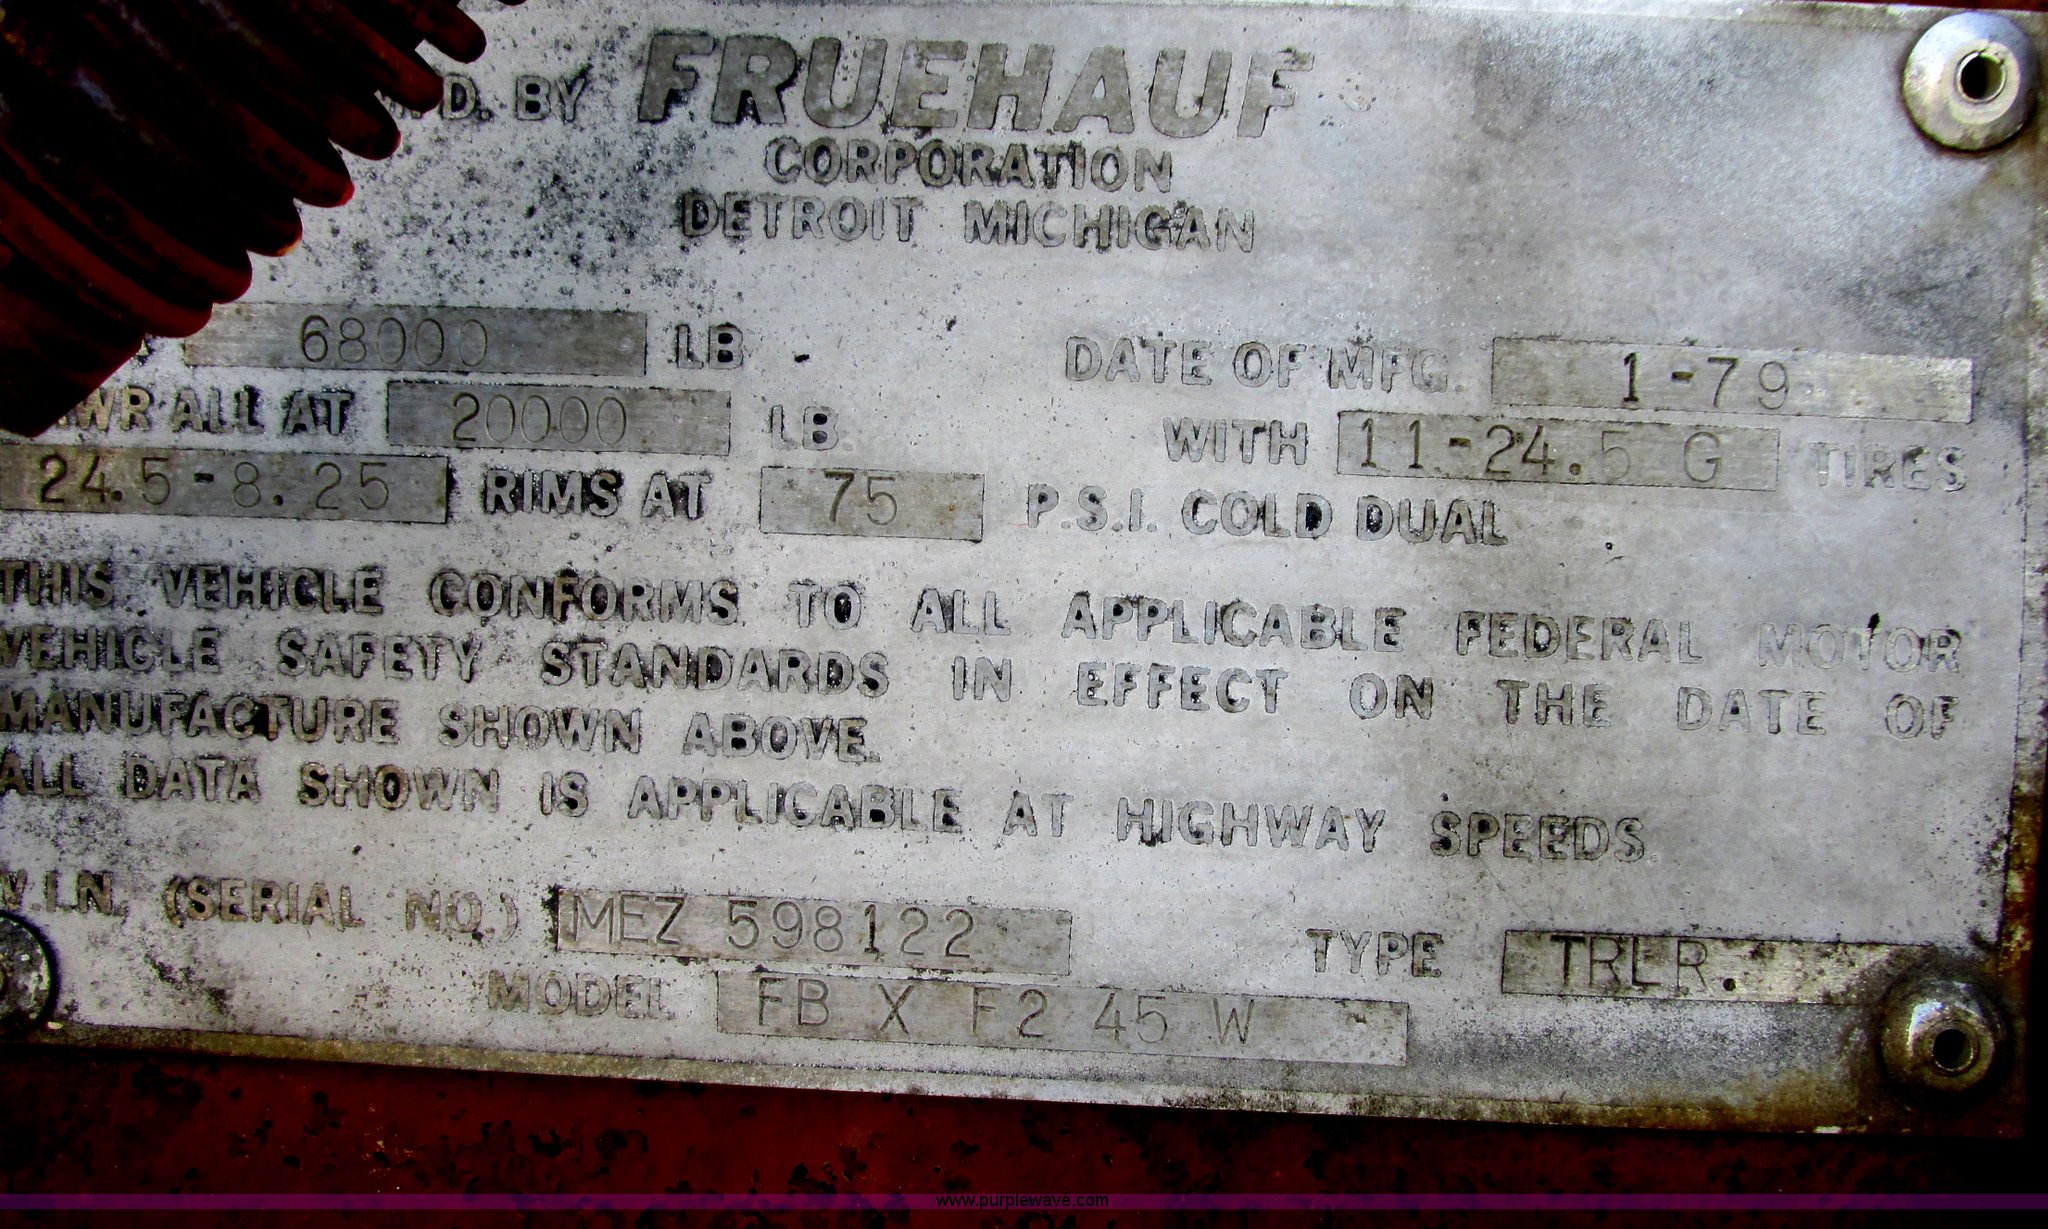 D. BY FRUEHAUF
CORPORATION
DETROIT MICHIGAN
68000 LB DATE OF MFG. 1-79
WR ALL AT 20000 LB WITH 11-24.5 G TIRES
24.5-8.25 RIMS AT 75 P.S.I. COLD DUAL
THIS VEHICLE CONFORMS TO ALL APPLICABLE FEDERAL MOTOR
VEHICLE SAFETY STANDARDS IN EFFECT ON THE DATE OF
MANUFACTURE SHOWN ABOVE.
ALL DATA SHOWN IS APPLICABLE AT HIGHWAY SPEEDS.
V.I.N. (SERIAL NO.) MEZ 598122 TYPE TRLR.
MODEL FB X F2 45 W
www.purplewave.com